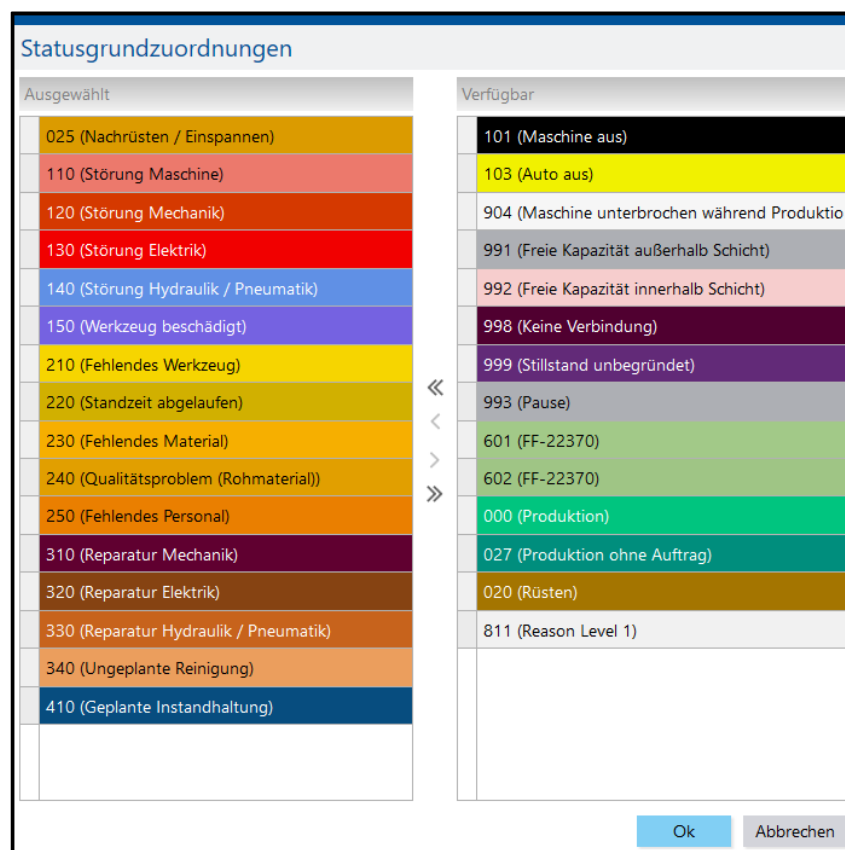 Statusgrundzuordnungen
Ausgewählt
025 (Nachrüsten / Einspannen)
110 (Störung Maschine)
120 (Störung Mechanik)
130 (Störung Elektrik)
140 (Störung Hydraulik / Pneumatik)
150 (Werkzeug beschädigt)
210 (Fehlendes Werkzeug)
220 (Standzeit abgelaufen)
230 (Fehlendes Material)
240 (Qualitätsproblem (Rohmaterial))
250 (Fehlendes Personal)
310 (Reparatur Mechanik)
320 (Reparatur Elektrik)
330 (Reparatur Hydraulik / Pneumatik)
340 (Ungeplante Reinigung)
410 (Geplante Instandhaltung)
Verfügbar
101 (Maschine aus)
103 (Auto aus)
904 (Maschine unterbrochen während Produktio
991 (Freie Kapazität außerhalb Schicht)
992 (Freie Kapazität innerhalb Schicht)
998 (Keine Verbindung)
999 (Stillstand unbegründet)
993 (Pause)
601 (FF-22370)
602 (FF-22370)
000 (Produktion)
027 (Produktion ohne Auftrag)
020 (Rüsten)
811 (Reason Level 1)
Ok
Abbrechen